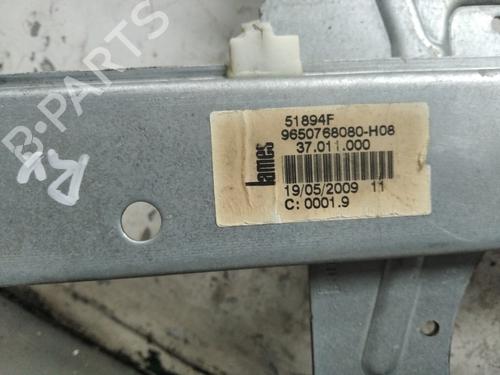 51894F
9650768080-H08
37.011.000
Lames
19/05/2009 11
C: 0001.9
B-PARTS